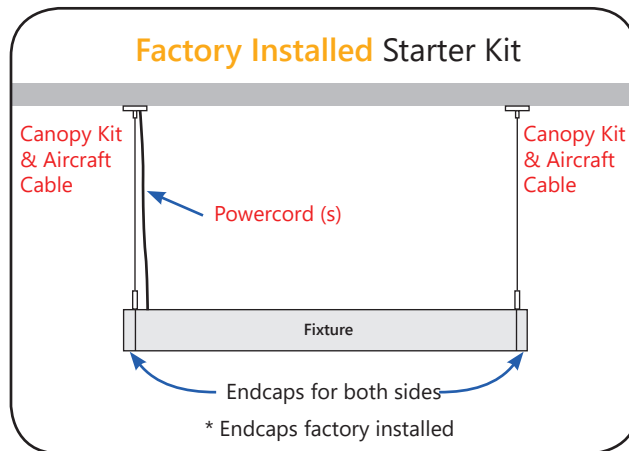 Factory Installed Starter Kit
Canopy Kit
& Aircraft
Cable
Canopy Kit
& Aircraft
Cable
Powercord (s)
Fixture
Endcaps for both sides
* Endcaps factory installed